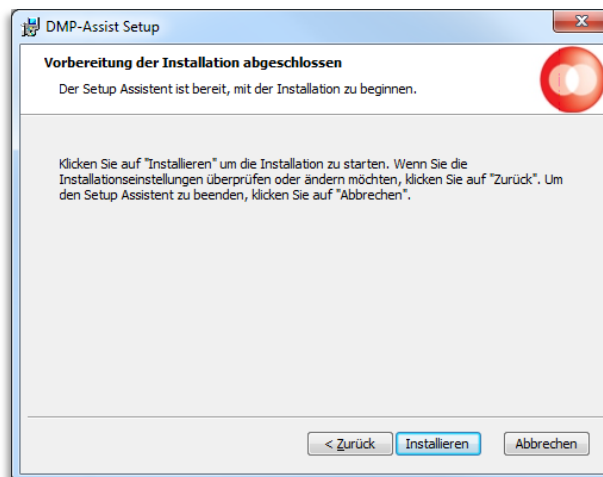 DMP-Assist Setup
Vorbereitung der Installation abgeschlossen
Der Setup Assistent ist bereit, mit der Installation zu beginnen.
Klicken Sie auf "Installieren" um die Installation zu starten. Wenn Sie die
Installationseinstellungen überprüfen oder ändern möchten, klicken Sie auf "Zurück". Um
den Setup Assistent zu beenden, klicken Sie auf "Abbrechen".
< Zurück Installieren Abbrechen